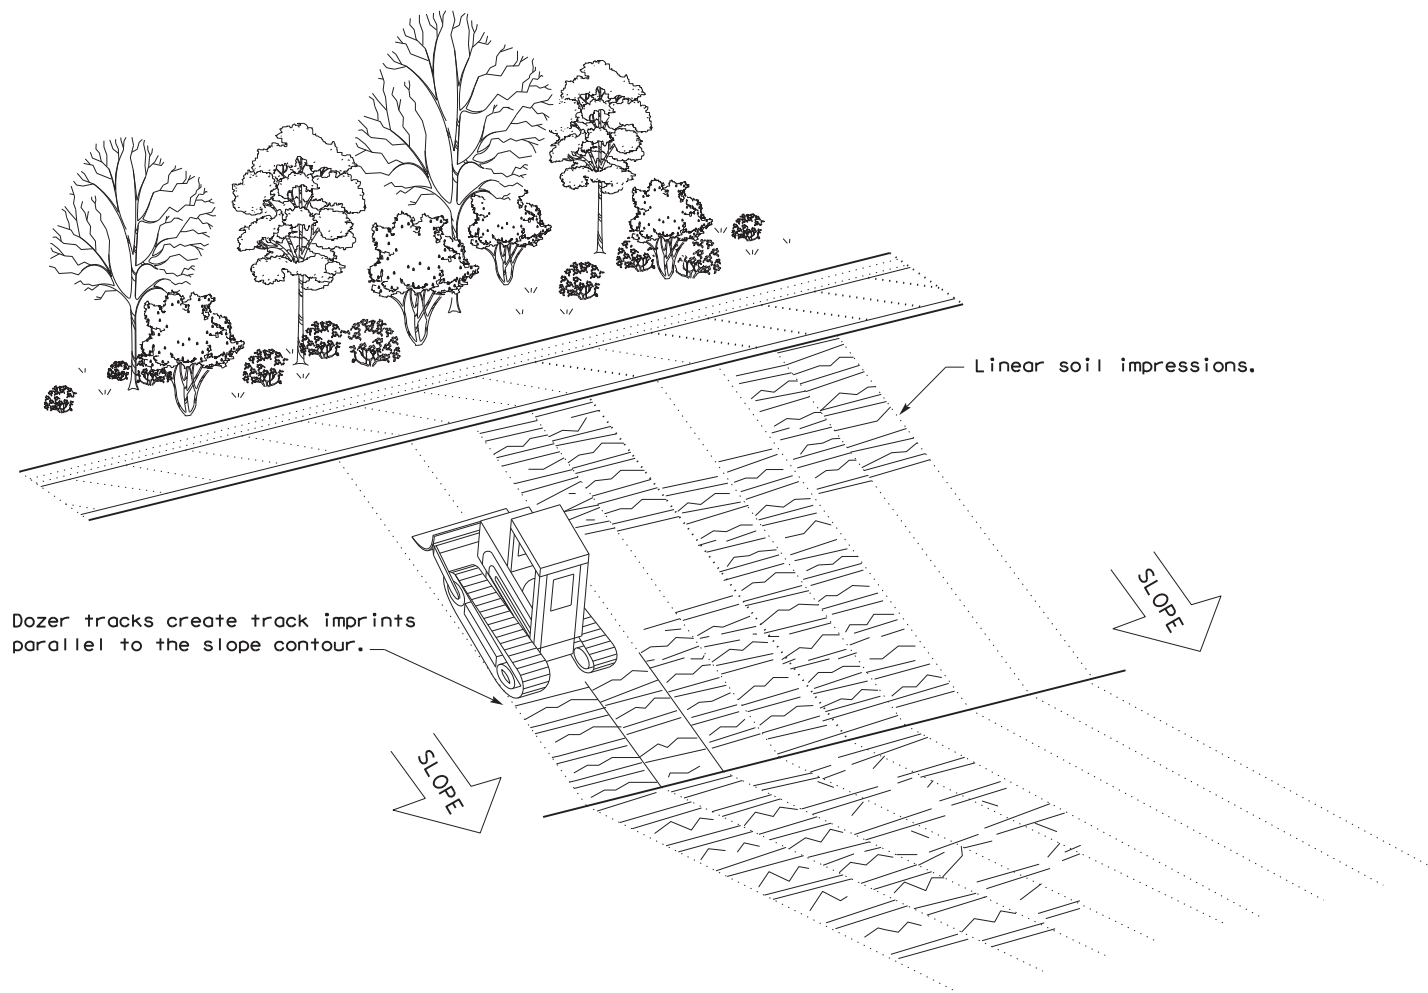 Linear soil impressions.
SLOPE
Dozer tracks create track imprints
parallel to the slope contour.
SLOPE